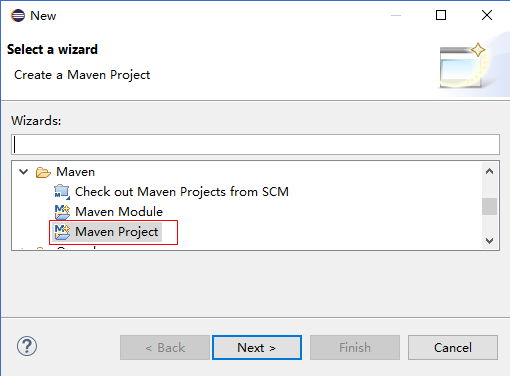 New
Select a wizard
Create a Maven Project
Wizards:
Maven
Check out Maven Projects from SCM
Maven Module
Maven Project
< Back
Next >
Finish
Cancel